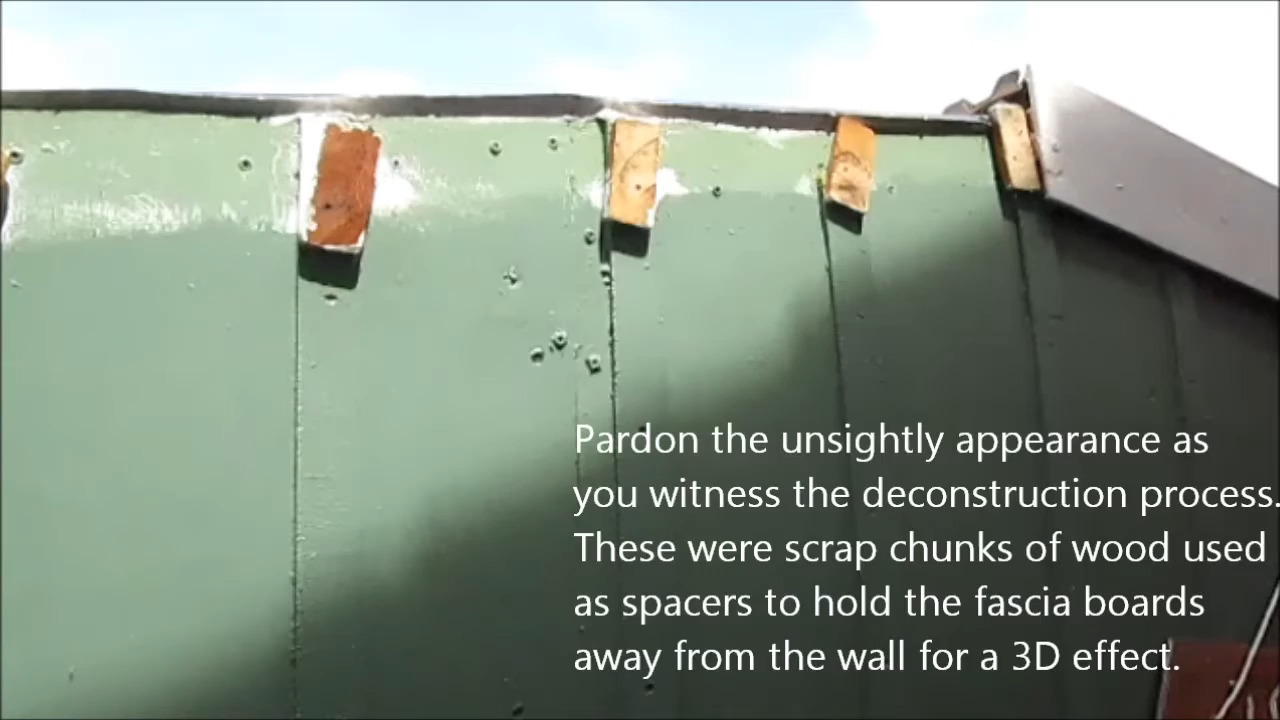 Pardon the unsightly appearance as
you witness the deconstruction process.
These were scrap chunks of wood used
as spacers to hold the fascia boards
away from the wall for a 3D effect.